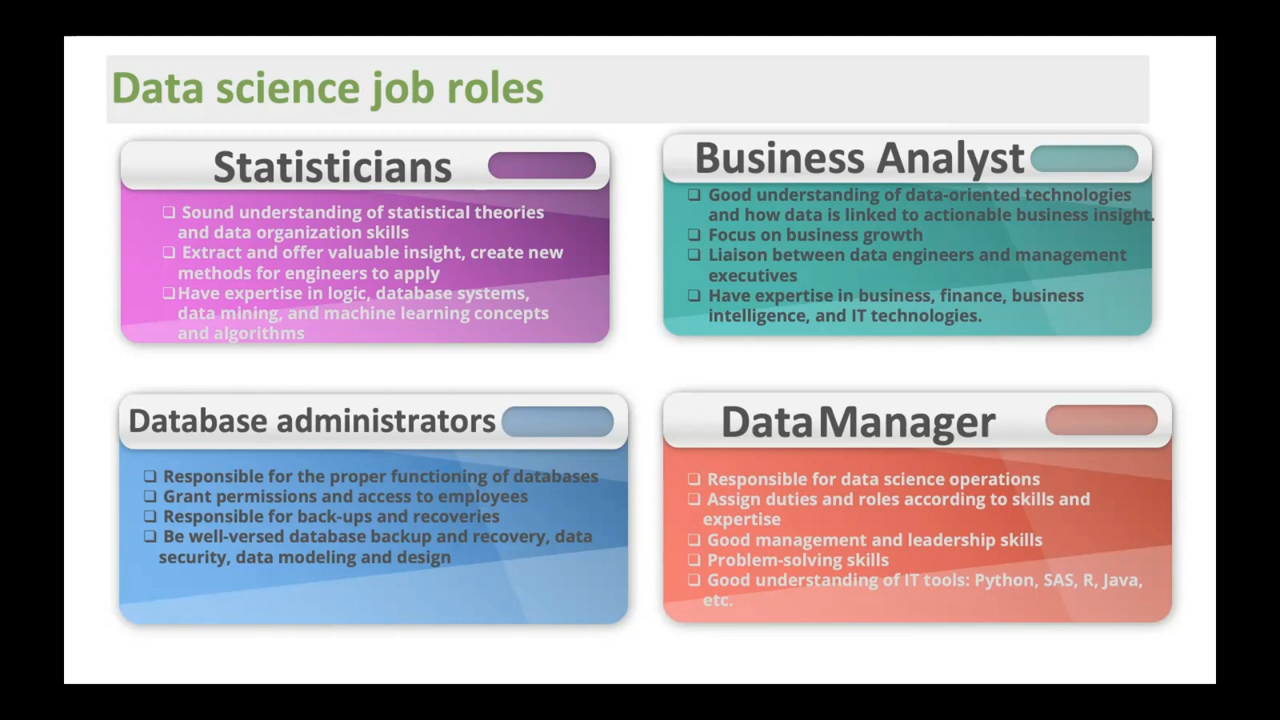 Data science job roles
Statisticians
❑ Sound understanding of statistical theories
and data organization skills
❑ Extract and offer valuable insight, create new
methods for engineers to apply
❑Have expertise in logic, database systems,
data mining, and machine learning concepts
and algorithms
Business Analyst
❑ Good understanding of data-oriented technologies
and how data is linked to actionable business insight.
❑ Focus on business growth
❑ Liaison between data engineers and management
executives
❑ Have expertise in business, finance, business
intelligence, and IT technologies.
Database administrators
❑ Responsible for the proper functioning of databases
❑ Grant permissions and access to employees
❑ Responsible for back-ups and recoveries
❑ Be well-versed database backup and recovery, data
security, data modeling and design
Data Manager
❑ Responsible for data science operations
❑ Assign duties and roles according to skills and
expertise
❑ Good management and leadership skills
❑ Problem-solving skills
❑ Good understanding of IT tools: Python, SAS, R, Java,
etc.